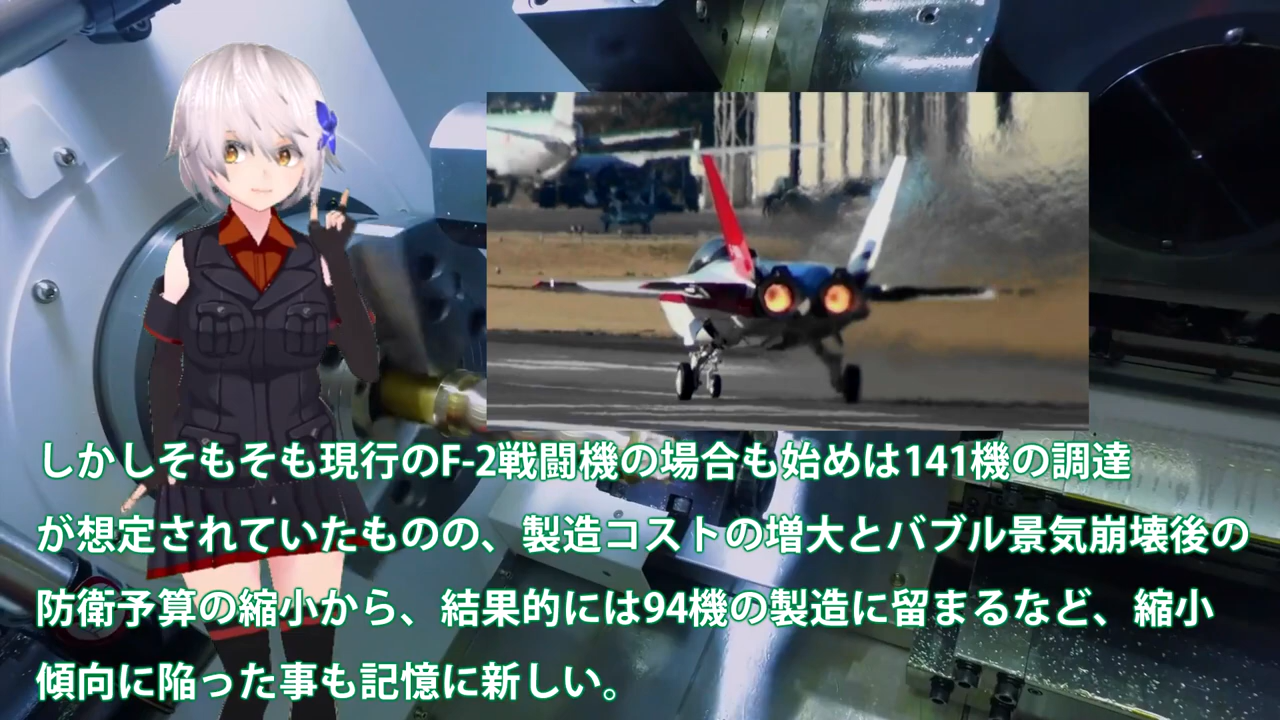 しかしそもそも現行のF-2戦闘機の場合も始めは141機の調達
が想定されていたものの、製造コストの増大とバブル景気崩壊後の
防衛予算の縮小から、結果的には94機の製造に留まるなど、縮小
傾向に陥った事も記憶に新しい。